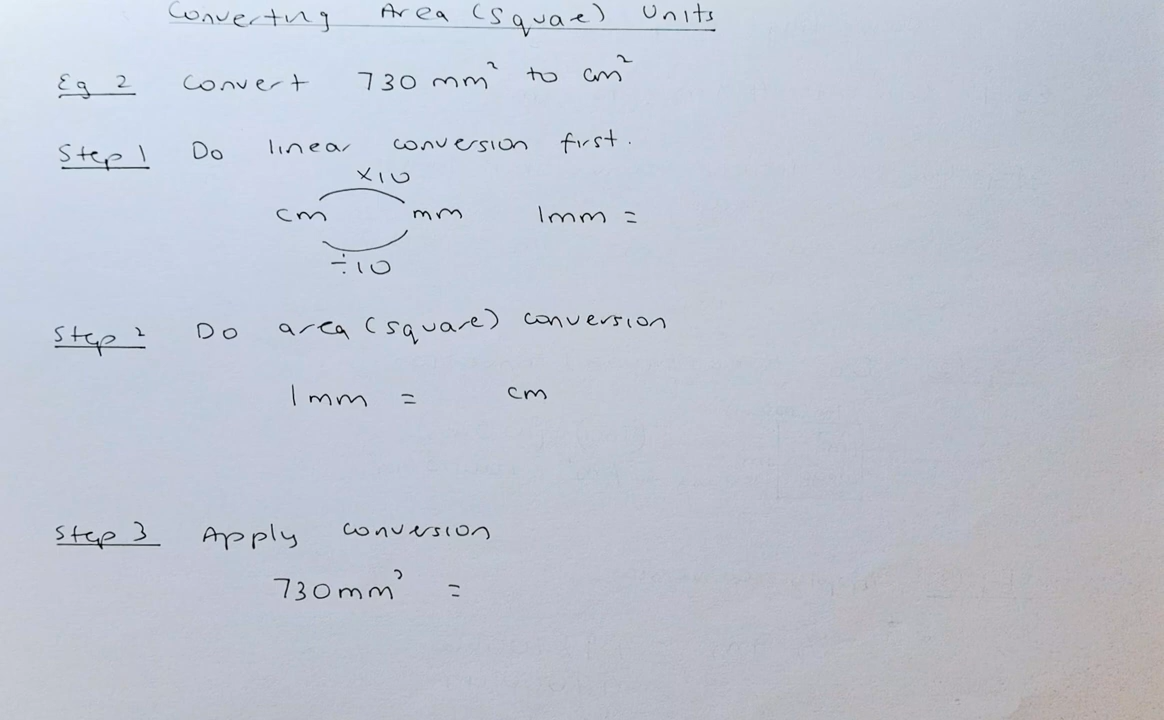 Converting Area (Squae) Units
Eg 2 Convert 730 mm² to cm²
Step 1 Do linear conversion first.
×10
cm mm 1mm =
÷10
Step 2 Do area (square) conversion
1mm = cm
Step 3 Apply conversion
730mm² =